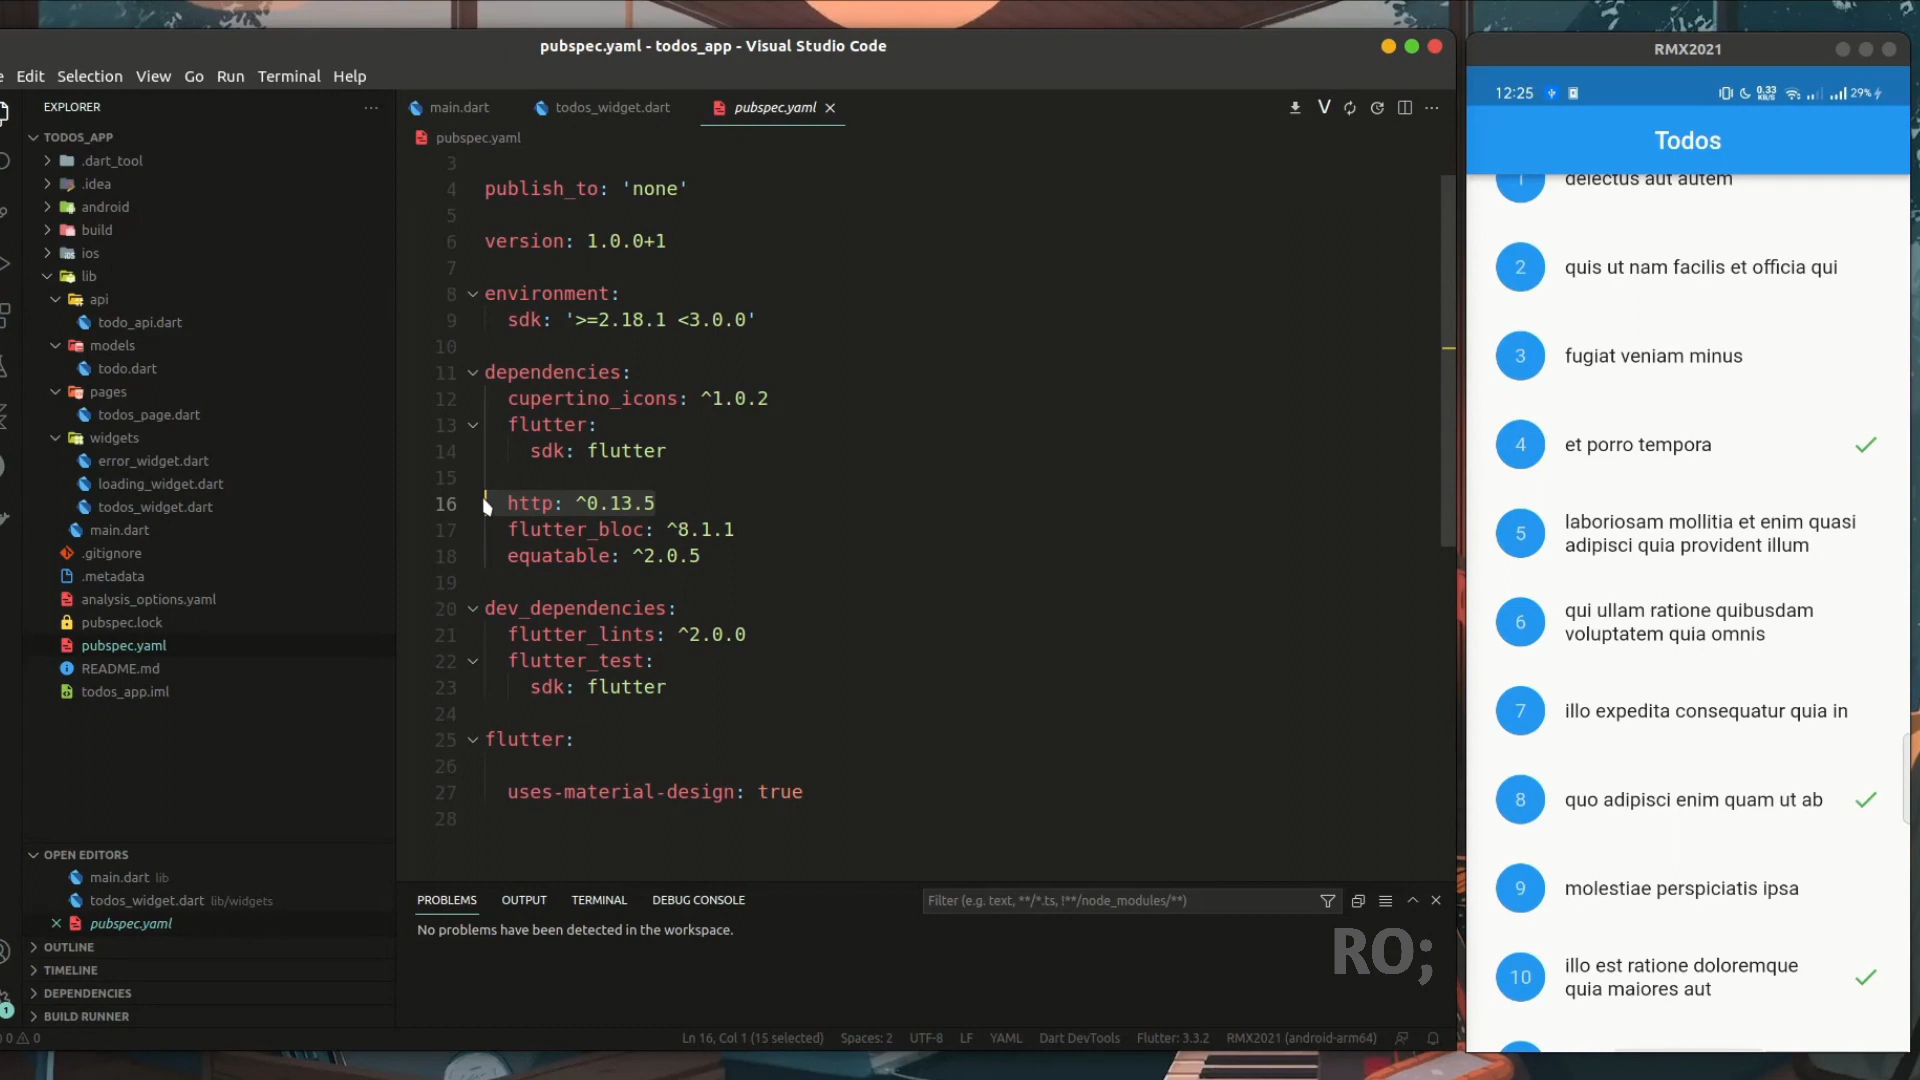 pubspec.yaml - todos_app - Visual Studio Code
Edit Selection View Go Run Terminal Help
EXPLORER
TODOS_APP
.dart_tool
.idea
android
build
ios
lib
api
todo_api.dart
models
todo.dart
pages
todos_page.dart
widgets
error_widget.dart
loading_widget.dart
todos_widget.dart
main.dart
.gitignore
.metadata
analysis_options.yaml
pubspec.lock
pubspec.yaml
README.md
todos_app.iml
OPEN EDITORS
main.dart lib
todos_widget.dart lib/widgets
pubspec.yaml
OUTLINE
TIMELINE
DEPENDENCIES
BUILD RUNNER
main.dart todos_widget.dart pubspec.yaml
pubspec.yaml
3
4 publish_to: 'none'
5
6 version: 1.0.0+1
7
8 environment:
9 sdk: '>=2.18.1 <3.0.0'
10
11 dependencies:
12 cupertino_icons: ^1.0.2
13 flutter:
14 sdk: flutter
15
16 http: ^0.13.5
17 flutter_bloc: ^8.1.1
18 equatable: ^2.0.5
19
20 dev_dependencies:
21 flutter_lints: ^2.0.0
22 flutter_test:
23 sdk: flutter
24
25 flutter:
26
27 uses-material-design: true
28
PROBLEMS OUTPUT TERMINAL DEBUG CONSOLE
Filter (e.g. text, **/*.ts, !**/node_modules/**)
No problems have been detected in the workspace.
RO;
1
0 0
Ln 16, Col 1 (15 selected) Spaces: 2 UTF-8 LF YAML Dart DevTools Flutter: 3.3.2 RMX2021 (android-arm64)
RMX2021
12:25 0.33 KB/S 29%
Todos
1 delectus aut autem
2 quis ut nam facilis et officia qui
3 fugiat veniam minus
4 et porro tempora
5 laboriosam mollitia et enim quasi
adipisci quia provident illum
6 qui ullam ratione quibusdam
voluptatem quia omnis
7 illo expedita consequatur quia in
8 quo adipisci enim quam ut ab
9 molestiae perspiciatis ipsa
10 illo est ratione doloremque
quia maiores aut